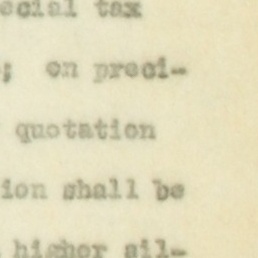 ecial tax
; on preci-
quotation
ion shall be
higher sil-